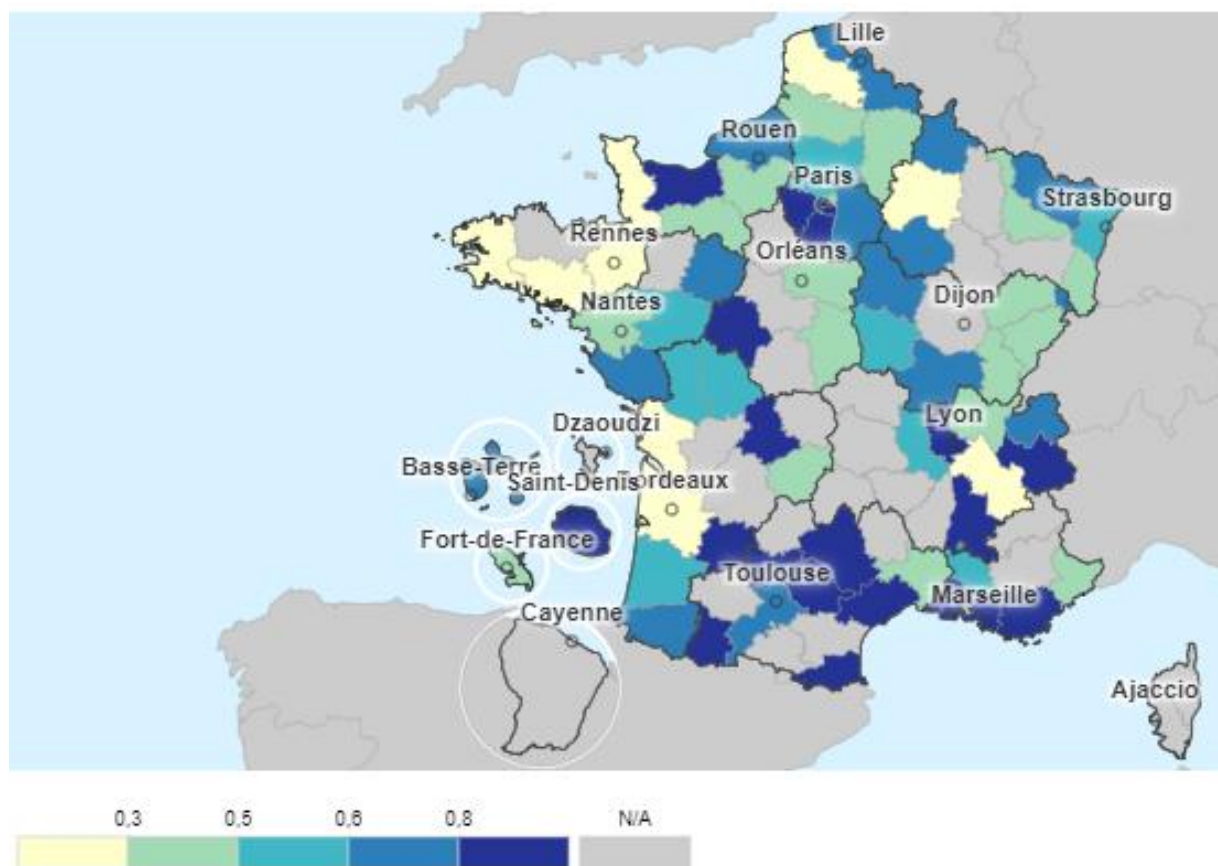 Lille
Rouen
Paris
Strasbourg
Rennes
Orléans
Nantes
Dijon
Lyon
Dzaoudzi
Basse-Terre
Saint-Denis
ordeaux
Fort-de-France
Toulouse
Marseille
Cayenne
Ajaccio
0,3 0,5 0,6 0,8 N/A